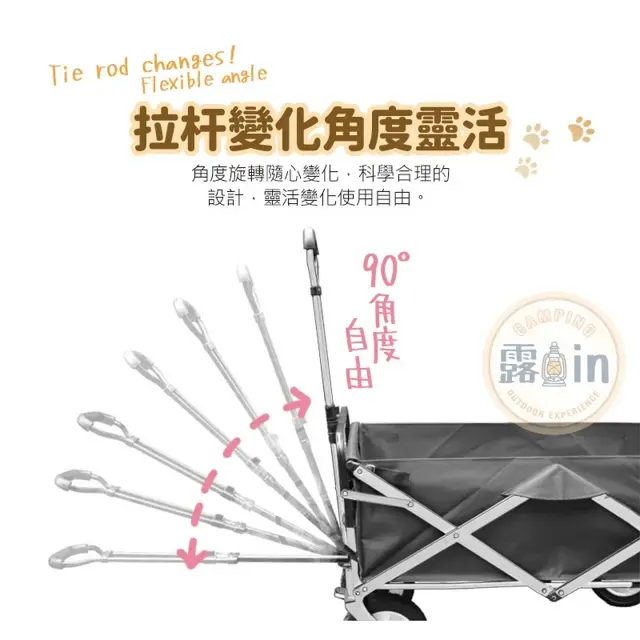 Tie rod changes!
Flexible angle
拉杆變化角度靈活
角度旋轉隨心變化，科學合理的
設計，靈活變化使用自由。
90°
角度
自由
CAMPING
露 in
OUTDOOR EXPERIENCE